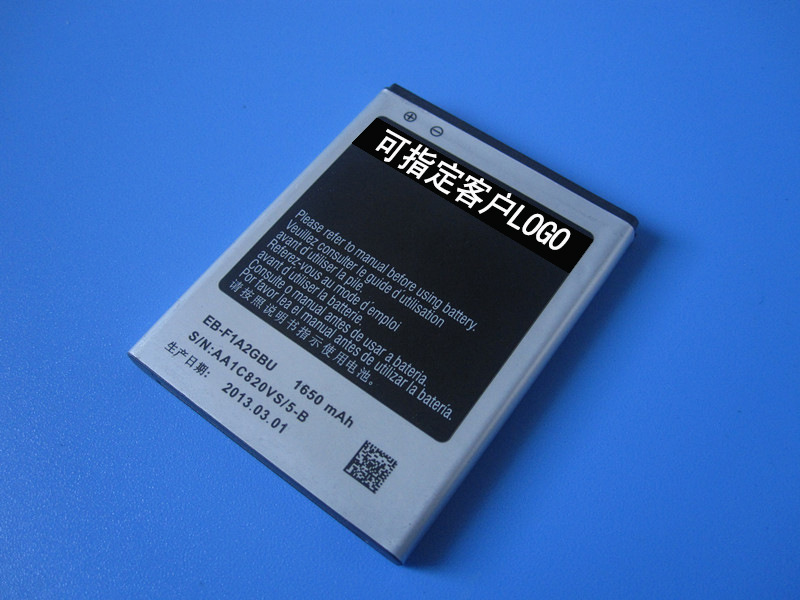 ⊕ ⊖
可指定客户LOGO
Please refer to manual before using battery.
Veuillez consulter le guide d'utilisation
avant d'utiliser la pile.
Referez-vous au mode d'emploi
avant d'utiliser la batterie.
Consulte o manual antes de usar a bateria.
Por favor lea el manual antes de utilizar la batería.
请按照说明书指示使用电池。
EB-F1A2GBU 1650 mAh
S/N:AA1C820VS/5-B
生产日期: 2013.03.01